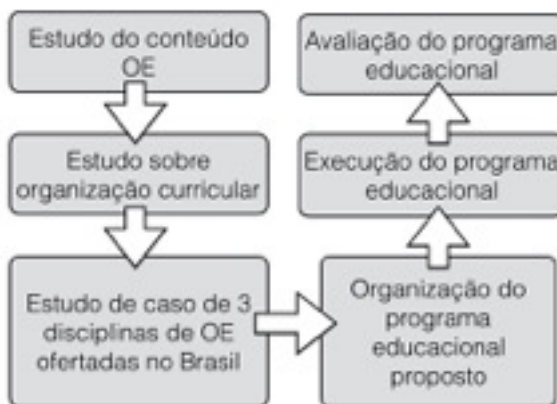 Estudo do conteúdo
OE
Estudo sobre
organização curricular
Estudo de caso de 3
disciplinas de OE
ofertadas no Brasil
Organização do
programa
educacional
proposto
Execução do programa
educacional
Avaliação do programa
educacional